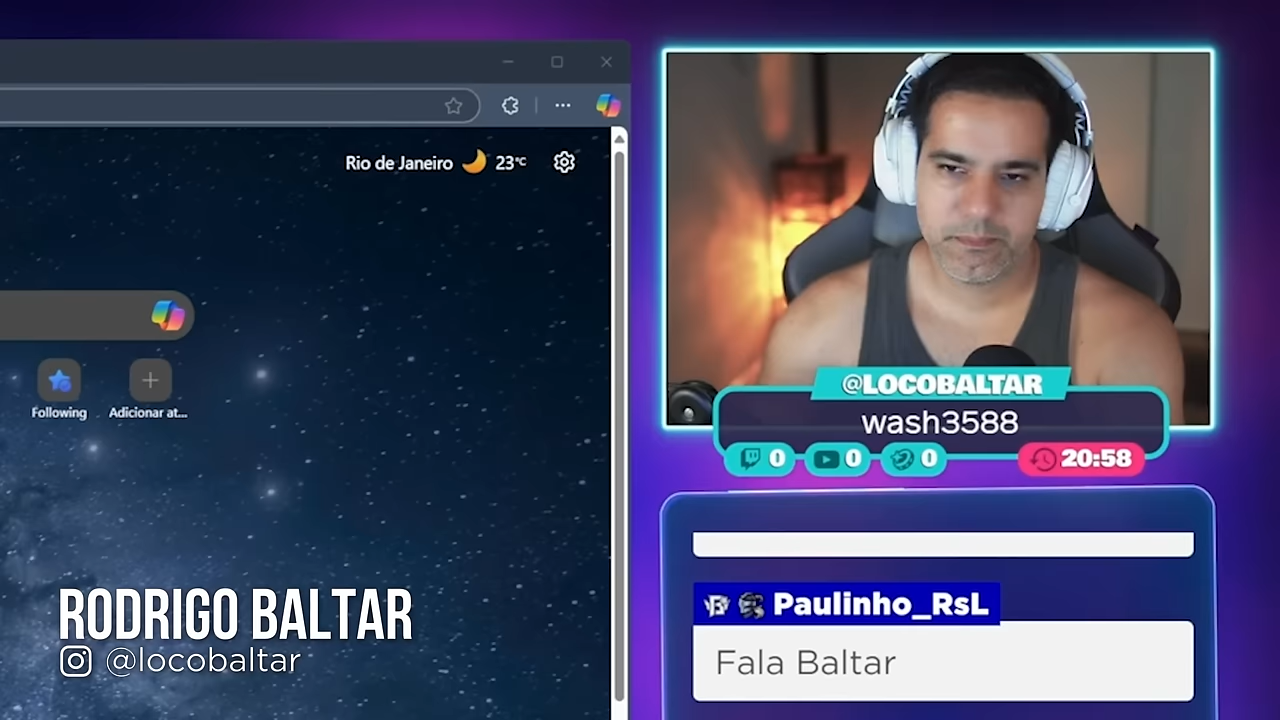 Rio de Janeiro 23°C
Following
Adicionar at...
RODRIGO BALTAR
@locobaltar
@LOCOBALTAR
wash3588
0 0 0 20:58
Paulinho_RsL
Fala Baltar